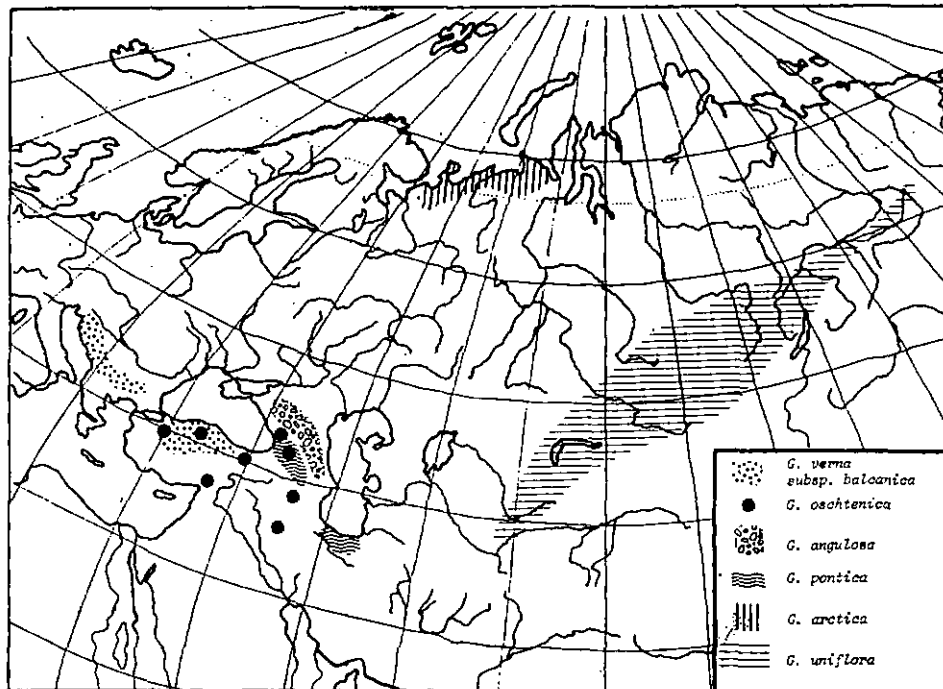 G. verna
subsp. balcanica
G. oschtenica
G. angulosa
G. pontica
G. arctica
G. uniflora